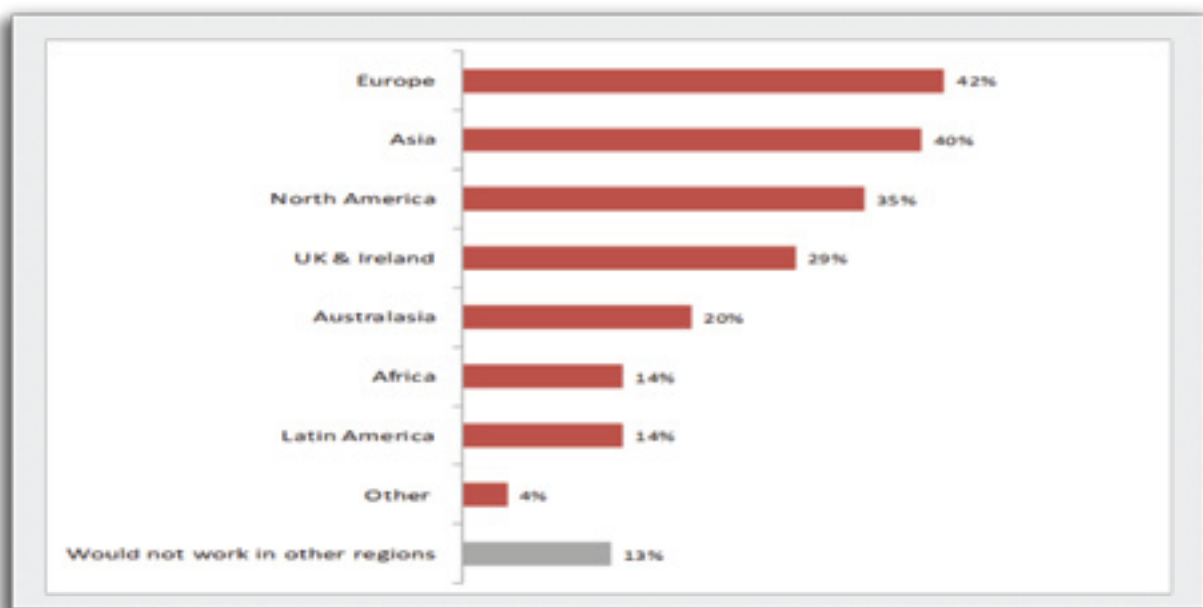 Europe 42%
Asia 40%
North America 35%
UK & Ireland 29%
Australasia 20%
Africa 14%
Latin America 14%
Other 4%
Would not work in other regions 13%